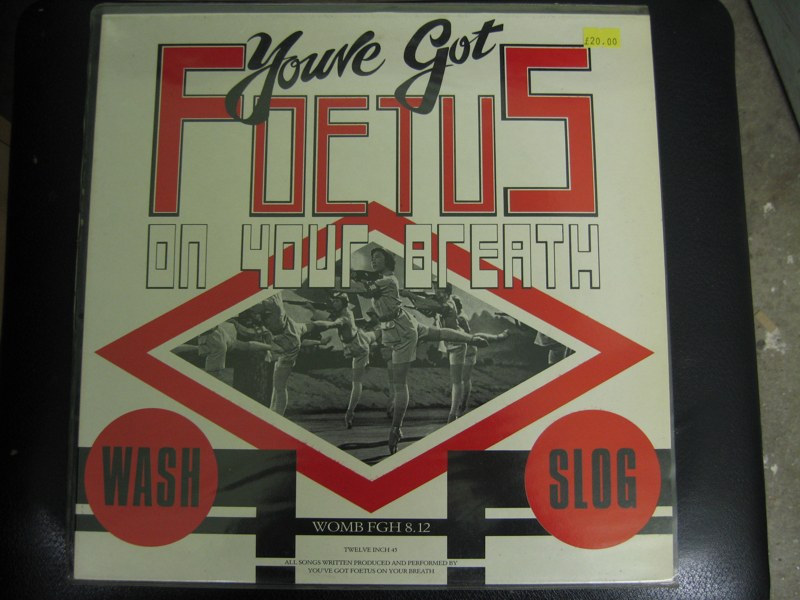 You've Got
£20.00
FOETUS
ON YOUR BREATH
WASH
SLOG
WOMB FGH 8.12
TWELVE INCH 45
ALL SONGS WRITTEN PRODUCED AND PERFORMED BY
YOU'VE GOT FOETUS ON YOUR BREATH